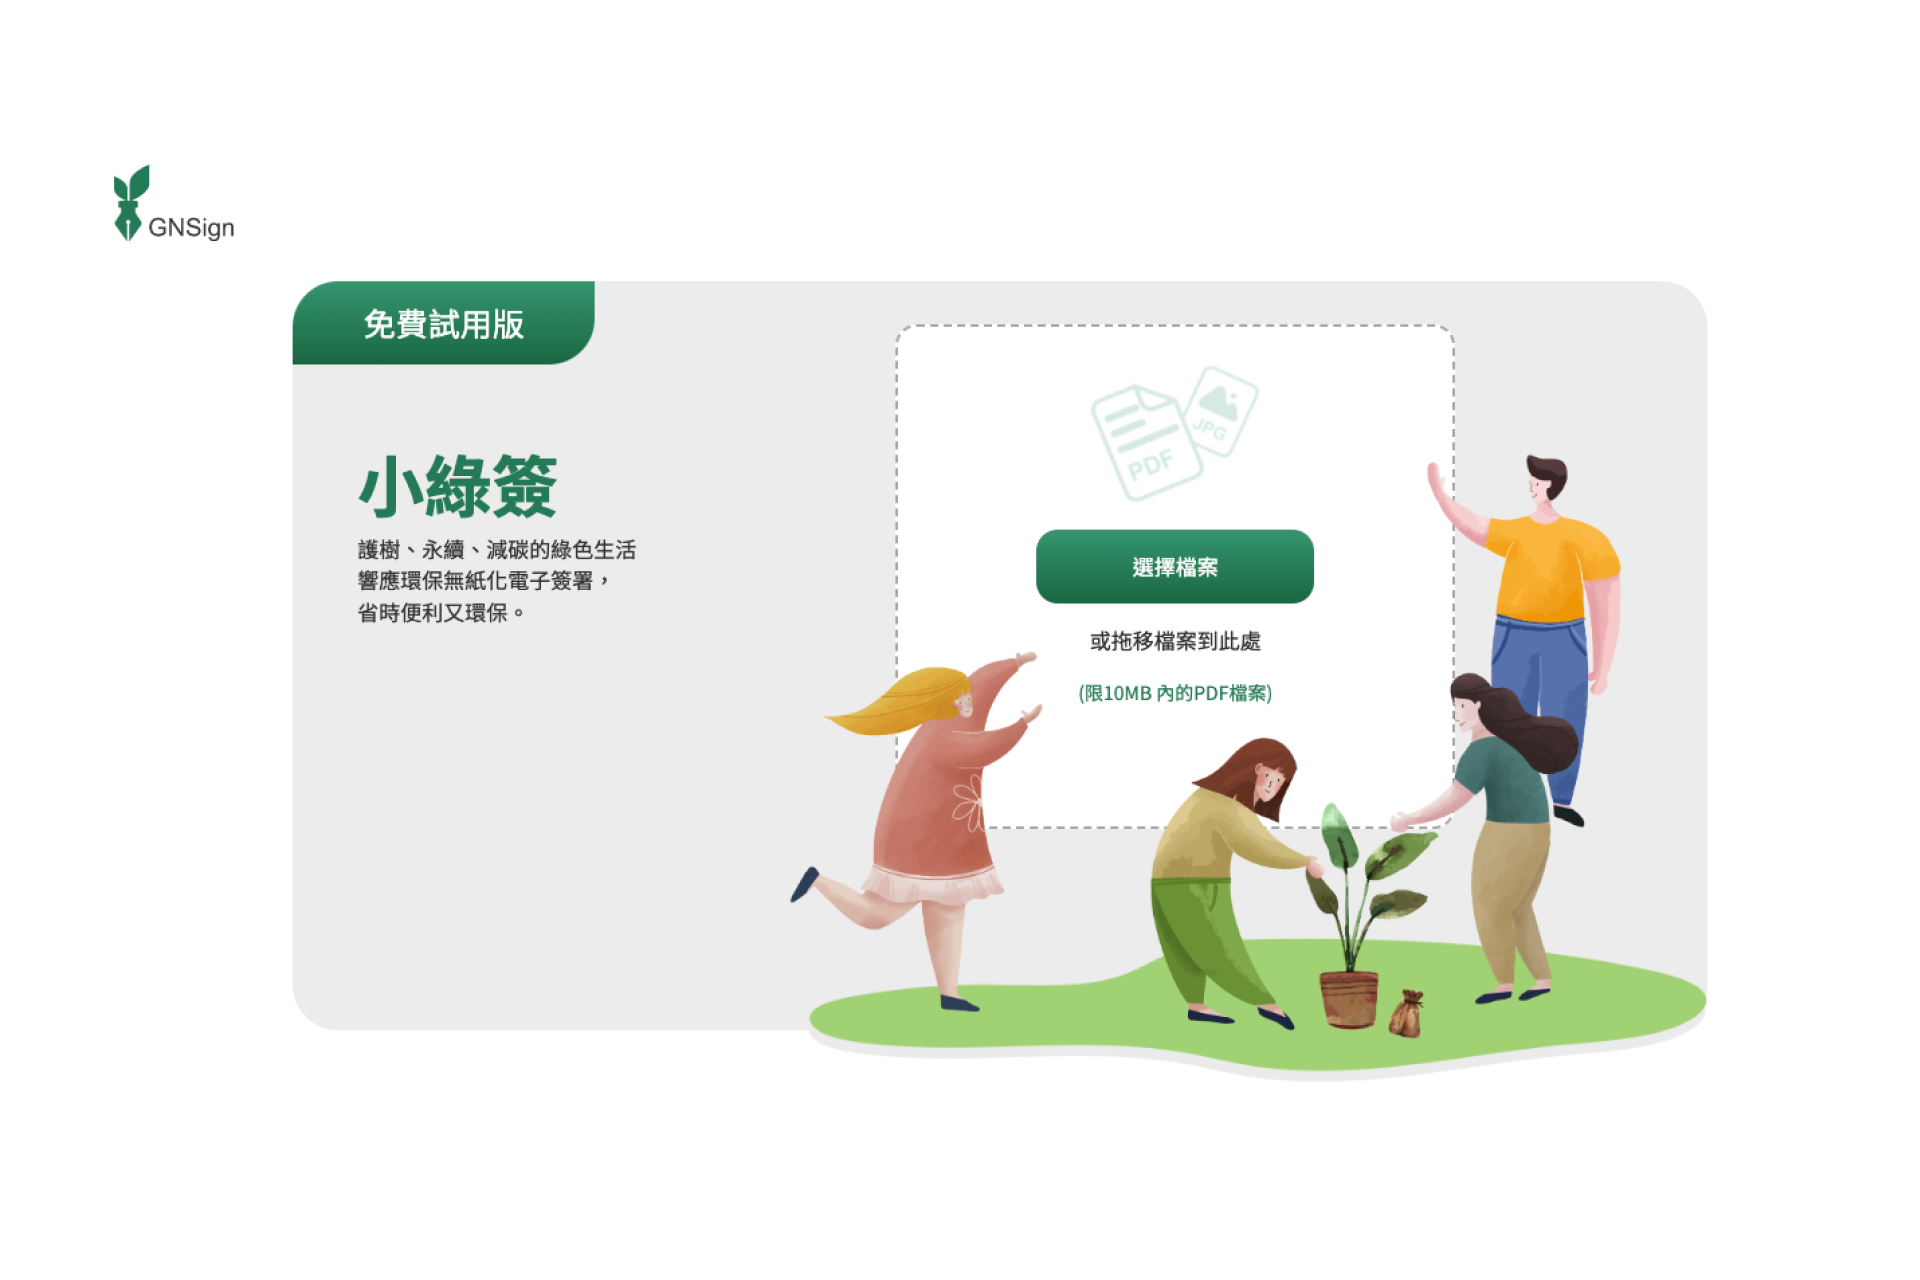 GNSign
免費試用版
小綠簽
護樹、永續、減碳的綠色生活
響應環保無紙化電子簽署，
省時便利又環保。
PDF
JPG
選擇檔案
或拖移檔案到此處
(限10MB 內的PDF檔案)